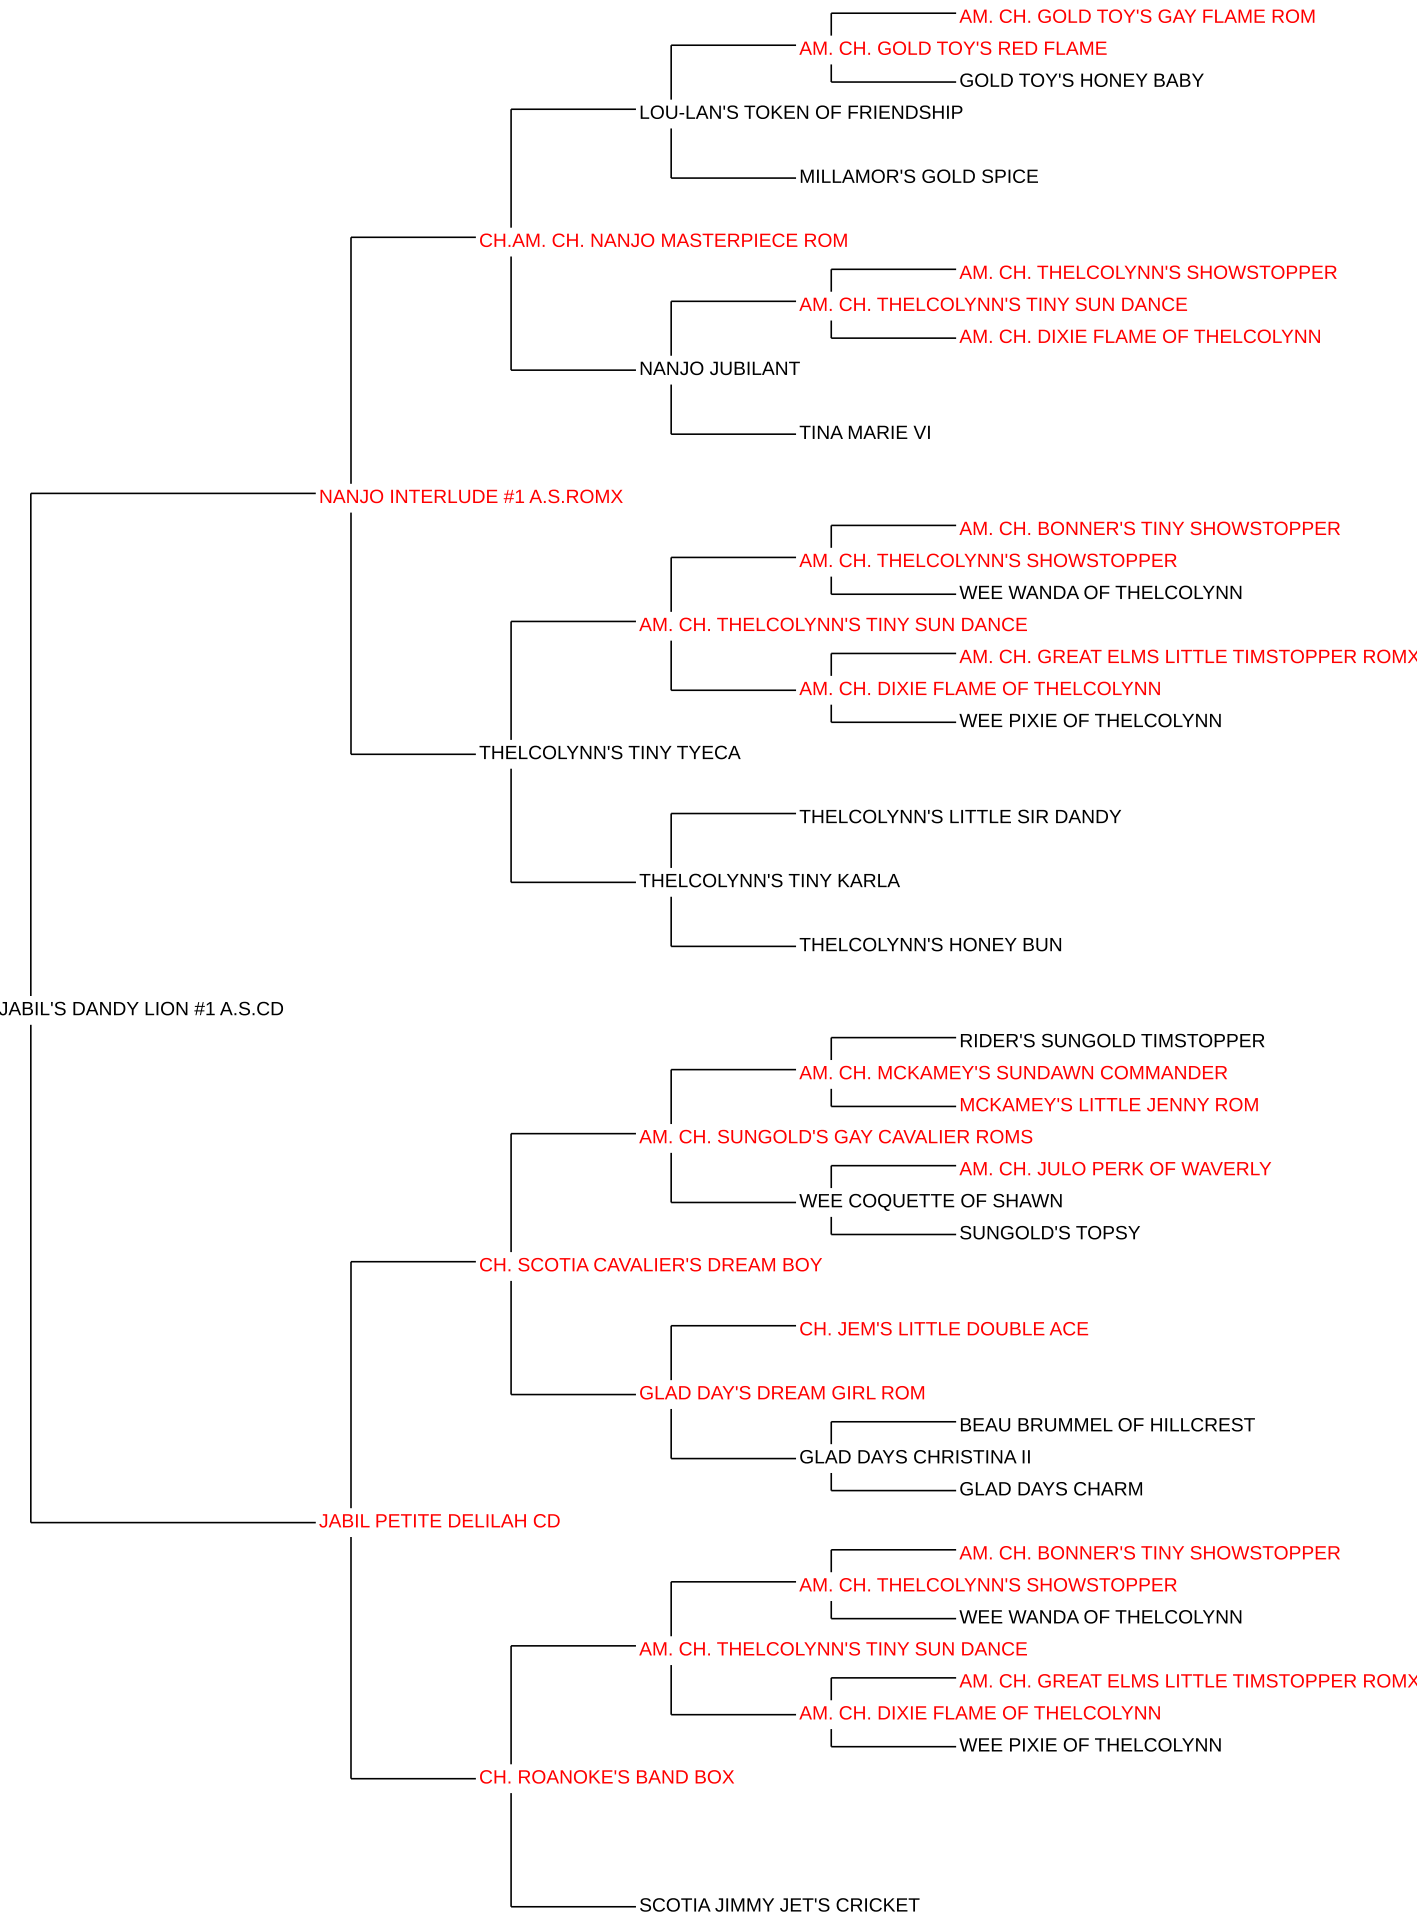 AM. CH. GOLD TOY'S GAY FLAME ROM
AM. CH. GOLD TOY'S RED FLAME
GOLD TOY'S HONEY BABY
LOU-LAN'S TOKEN OF FRIENDSHIP
MILLAMOR'S GOLD SPICE
CH.AM. CH. NANJO MASTERPIECE ROM
AM. CH. THELCOLYNN'S SHOWSTOPPER
AM. CH. THELCOLYNN'S TINY SUN DANCE
AM. CH. DIXIE FLAME OF THELCOLYNN
NANJO JUBILANT
TINA MARIE VI
NANJO INTERLUDE #1 A.S.ROMX
AM. CH. BONNER'S TINY SHOWSTOPPER
AM. CH. THELCOLYNN'S SHOWSTOPPER
WEE WANDA OF THELCOLYNN
AM. CH. THELCOLYNN'S TINY SUN DANCE
AM. CH. GREAT ELMS LITTLE TIMSTOPPER ROMX
AM. CH. DIXIE FLAME OF THELCOLYNN
WEE PIXIE OF THELCOLYNN
THELCOLYNN'S TINY TYECA
THELCOLYNN'S LITTLE SIR DANDY
THELCOLYNN'S TINY KARLA
THELCOLYNN'S HONEY BUN
JABIL'S DANDY LION #1 A.S.CD
RIDER'S SUNGOLD TIMSTOPPER
AM. CH. MCKAMEY'S SUNDAWN COMMANDER
MCKAMEY'S LITTLE JENNY ROM
AM. CH. SUNGOLD'S GAY CAVALIER ROMS
AM. CH. JULO PERK OF WAVERLY
WEE COQUETTE OF SHAWN
SUNGOLD'S TOPSY
CH. SCOTIA CAVALIER'S DREAM BOY
CH. JEM'S LITTLE DOUBLE ACE
GLAD DAY'S DREAM GIRL ROM
BEAU BRUMMEL OF HILLCREST
GLAD DAYS CHRISTINA II
GLAD DAYS CHARM
JABIL PETITE DELILAH CD
AM. CH. BONNER'S TINY SHOWSTOPPER
AM. CH. THELCOLYNN'S SHOWSTOPPER
WEE WANDA OF THELCOLYNN
AM. CH. THELCOLYNN'S TINY SUN DANCE
AM. CH. GREAT ELMS LITTLE TIMSTOPPER ROMX
AM. CH. DIXIE FLAME OF THELCOLYNN
WEE PIXIE OF THELCOLYNN
CH. ROANOKE'S BAND BOX
SCOTIA JIMMY JET'S CRICKET